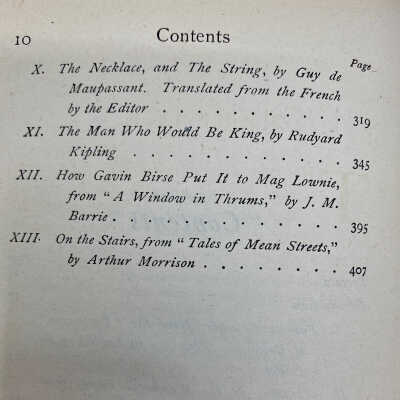 10 Contents
Page
X. The Necklace, and The String, by Guy de
Maupassant. Translated from the French
by the Editor . . . . . . . . . . 319
XI. The Man Who Would Be King, by Rudyard
Kipling . . . . . . . . . . . 345
XII. How Gavin Birse Put It to Mag Lownie,
from "A Window in Thrums," by J. M.
Barrie . . . . . . . . . . . 395
XIII. On the Stairs, from "Tales of Mean Streets,"
by Arthur Morrison . . . . . . . . 407